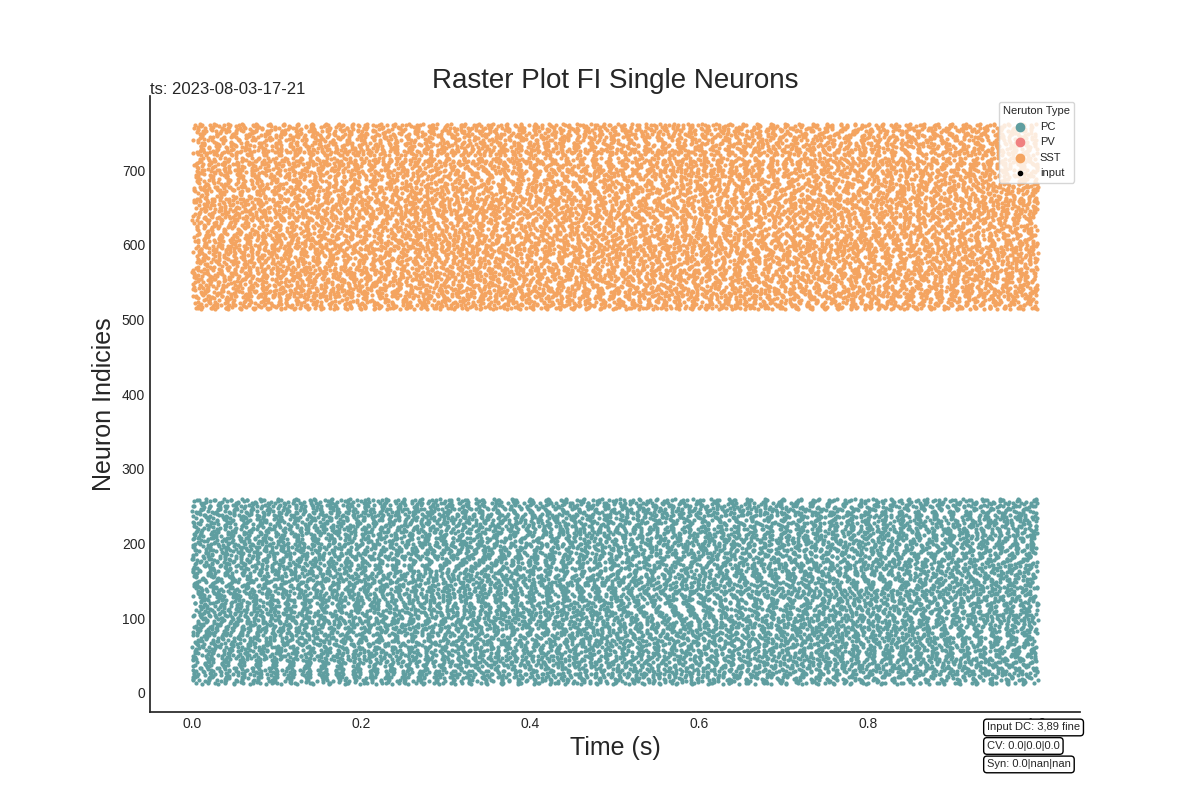 Raster Plot FI Single Neurons
ts: 2023-08-03-17-21
Neruton Type
PC
PV
SST
input
Neuron Indicies
700
600
500
400
300
200
100
0
0.0 0.2 0.4 0.6 0.8
Time (s)
Input DC: 3,89 fine
CV: 0.0|0.0|0.0
Syn: 0.0|nan|nan